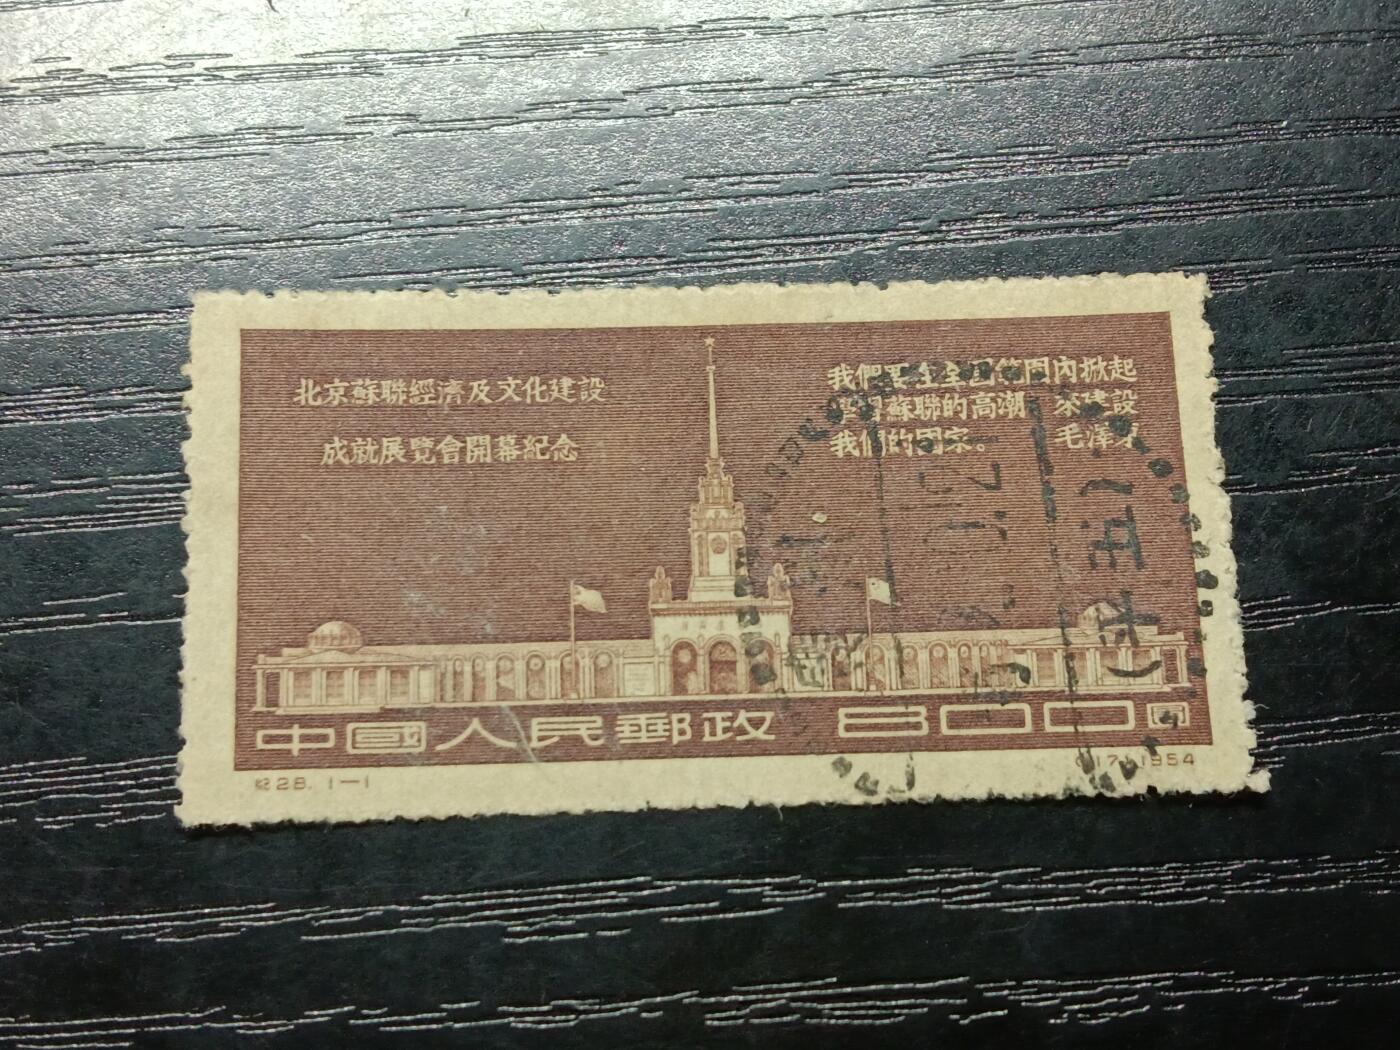 北京蘇聯經濟及文化建設
成就展覽會開幕紀念
我們要在全國範圍內掀起
學習蘇聯的高潮，來建設
我們的國家。 毛澤東
中國人民郵政 800圓
紀28. 1—1
(117) 1954